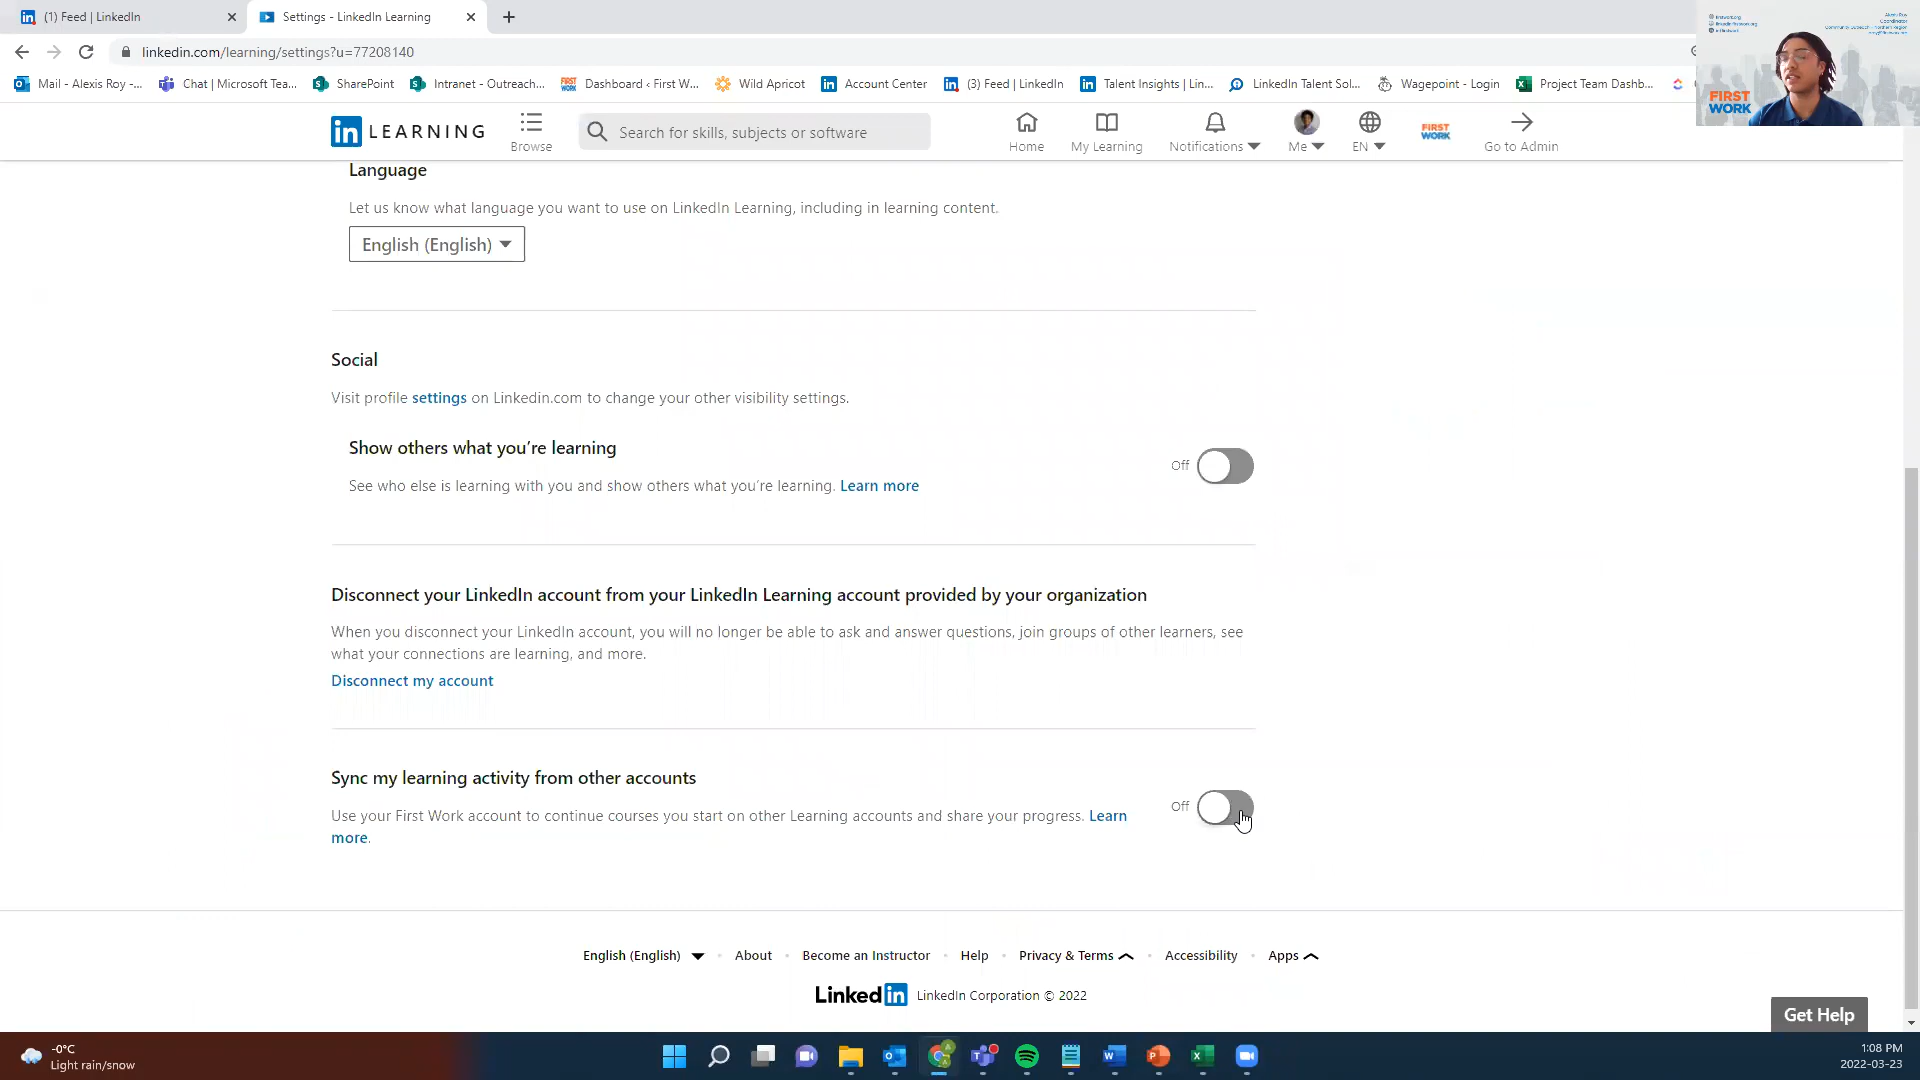 (1) Feed | LinkedIn
Settings - LinkedIn Learning
linkedin.com/learning/settings?u=77208140
Mail - Alexis Roy -...
Chat | Microsoft Tea...
SharePoint
Intranet - Outreach...
Dashboard ‹ First W...
Wild Apricot
Account Center
(3) Feed | LinkedIn
Talent Insights | Lin...
LinkedIn Talent Sol...
Wagepoint - Login
Project Team Dashb...
Alexis Roy
Coordinator
FIRST
WORK
in LEARNING
Browse
Search for skills, subjects or software
Home
My Learning
Notifications
Me
EN
FIRST
WORK
Go to Admin
Language
Let us know what language you want to use on LinkedIn Learning, including in learning content.
English (English)
Social
Visit profile settings on Linkedin.com to change your other visibility settings.
Show others what you’re learning
Off
See who else is learning with you and show others what you’re learning. Learn more
Disconnect your LinkedIn account from your LinkedIn Learning account provided by your organization
When you disconnect your LinkedIn account, you will no longer be able to ask and answer questions, join groups of other learners, see
what your connections are learning, and more.
Disconnect my account
Sync my learning activity from other accounts
Off
Use your First Work account to continue courses you start on other Learning accounts and share your progress. Learn
more.
English (English)
About
Become an Instructor
Help
Privacy & Terms
Accessibility
Apps
LinkedIn LinkedIn Corporation © 2022
Get Help
-0°C
Light rain/snow
1:08 PM
2022-03-23